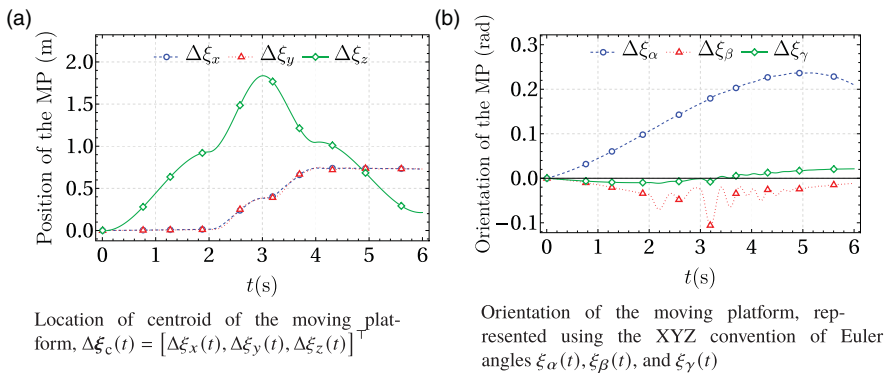 (a)
Δξx Δξy Δξz
Position of the MP (m)
2.0
1.5
1.0
0.5
0.0
0 1 2 3 4 5 6
t(s)
Location of centroid of the moving plat-
form, Δξc(t) = [Δξx(t), Δξy(t), Δξz(t)]⊤
(b)
Δξα Δξβ Δξγ
Orientation of the MP (rad)
0.3
0.2
0.1
0.0
−0.1
0 1 2 3 4 5 6
t(s)
Orientation of the moving platform, rep-
resented using the XYZ convention of Euler
angles ξα(t), ξβ(t), and ξγ(t)